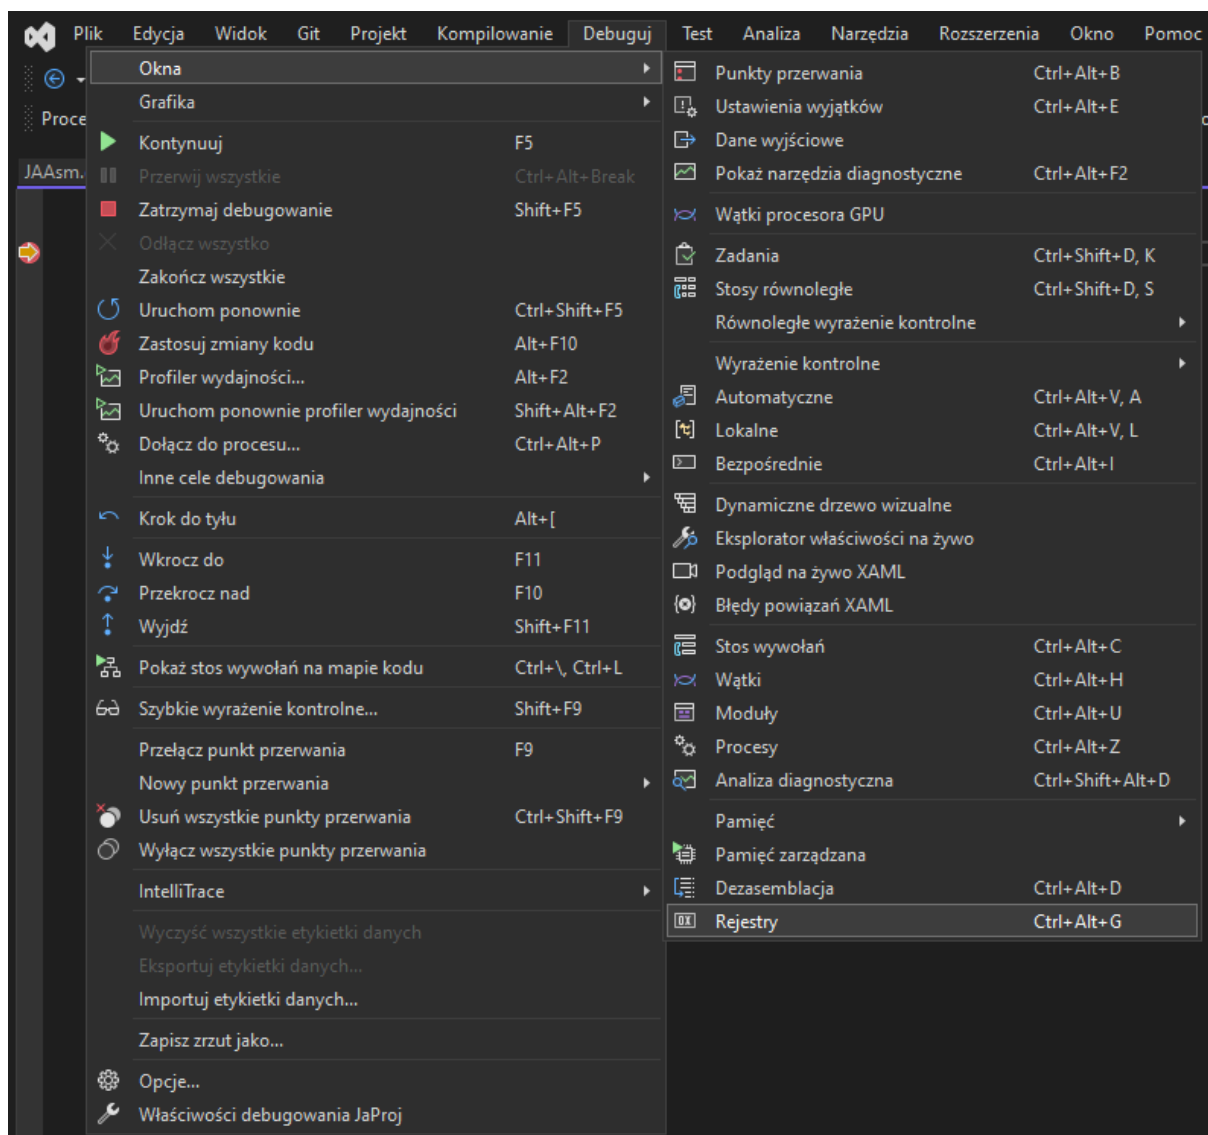 Plik Edycja Widok Git Projekt Kompilowanie Debuguj Test Analiza Narzędzia Rozszerzenia Okno Pomoc
Proce
JAAsm.
Okna
Grafika
Kontynuuj F5
Przerwij wszystkie Ctrl+Alt+Break
Zatrzymaj debugowanie Shift+F5
Odłącz wszystko
Zakończ wszystkie
Uruchom ponownie Ctrl+Shift+F5
Zastosuj zmiany kodu Alt+F10
Profiler wydajności... Alt+F2
Uruchom ponownie profiler wydajności Shift+Alt+F2
Dołącz do procesu... Ctrl+Alt+P
Inne cele debugowania
Krok do tyłu Alt+[
Wkrocz do F11
Przekrocz nad F10
Wyjdź Shift+F11
Pokaż stos wywołań na mapie kodu Ctrl+\, Ctrl+L
Szybkie wyrażenie kontrolne... Shift+F9
Przełącz punkt przerwania F9
Nowy punkt przerwania
Usuń wszystkie punkty przerwania Ctrl+Shift+F9
Wyłącz wszystkie punkty przerwania
IntelliTrace
Wyczyść wszystkie etykietki danych
Eksportuj etykietki danych...
Importuj etykietki danych...
Zapisz zrzut jako...
Opcje...
Właściwości debugowania JaProj
Punkty przerwania Ctrl+Alt+B
Ustawienia wyjątków Ctrl+Alt+E
Dane wyjściowe
Pokaż narzędzia diagnostyczne Ctrl+Alt+F2
Wątki procesora GPU
Zadania Ctrl+Shift+D, K
Stosy równoległe Ctrl+Shift+D, S
Równoległe wyrażenie kontrolne
Wyrażenie kontrolne
Automatyczne Ctrl+Alt+V, A
Lokalne Ctrl+Alt+V, L
Bezpośrednie Ctrl+Alt+I
Dynamiczne drzewo wizualne
Eksplorator właściwości na żywo
Podgląd na żywo XAML
Błędy powiązań XAML
Stos wywołań Ctrl+Alt+C
Wątki Ctrl+Alt+H
Moduły Ctrl+Alt+U
Procesy Ctrl+Alt+Z
Analiza diagnostyczna Ctrl+Shift+Alt+D
Pamięć
Pamięć zarządzana
Dezasemblacja Ctrl+Alt+D
Rejestry Ctrl+Alt+G